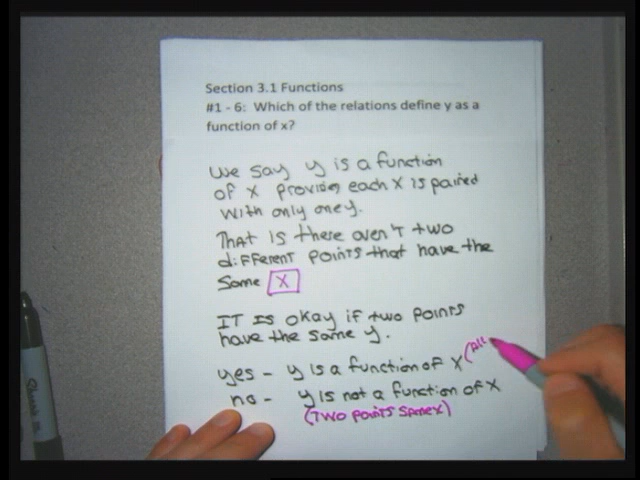 Section 3.1 Functions
#1 - 6: Which of the relations define y as a
function of x?
We say y is a function
of x provides each x is paired
with only one y.
That is there aren't two
different points that have the
same x
IT IS okay if two points
have the same y.
yes - y is a function of x (All
no - y is not a function of x
(TWO POINTS Same x)
Sharpie